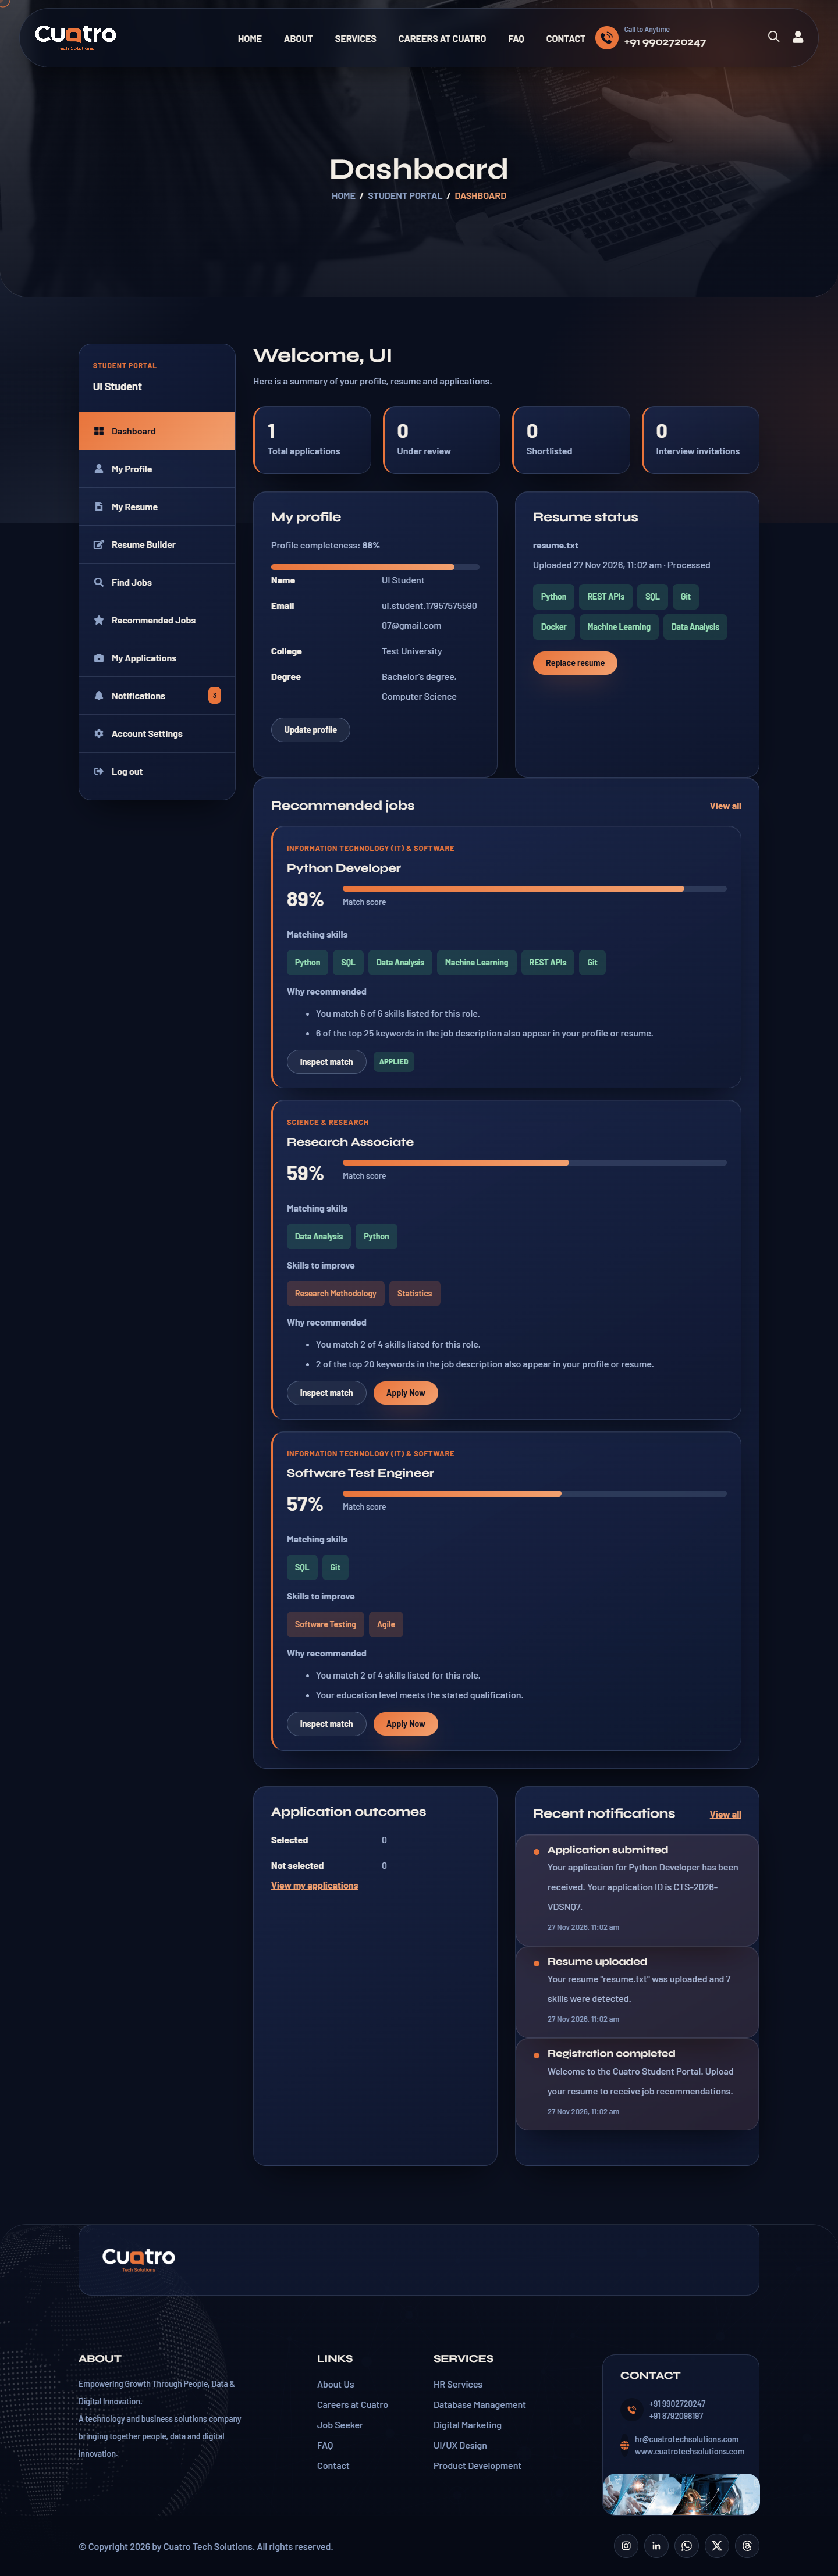 Cuatro
Tech Solutions
HOME
ABOUT
SERVICES
CAREERS AT CUATRO
FAQ
CONTACT
Call to Anytime
+91 9902720247
Dashboard
HOME / STUDENT PORTAL / DASHBOARD
STUDENT PORTAL
UI Student
Dashboard
My Profile
My Resume
Resume Builder
Find Jobs
Recommended Jobs
My Applications
Notifications 3
Account Settings
Log out
Welcome, UI
Here is a summary of your profile, resume and applications.
1
Total applications
0
Under review
0
Shortlisted
0
Interview invitations
My profile
Profile completeness: 88%
Name UI Student
Email ui.student.17957575590
07@gmail.com
College Test University
Degree Bachelor's degree,
Computer Science
Update profile
Resume status
resume.txt
Uploaded 27 Nov 2026, 11:02 am · Processed
Python REST APIs SQL Git
Docker Machine Learning Data Analysis
Replace resume
Recommended jobs
View all
INFORMATION TECHNOLOGY (IT) & SOFTWARE
Python Developer
89%
Match score
Matching skills
Python SQL Data Analysis Machine Learning REST APIs Git
Why recommended
• You match 6 of 6 skills listed for this role.
• 6 of the top 25 keywords in the job description also appear in your profile or resume.
Inspect match APPLIED
SCIENCE & RESEARCH
Research Associate
59%
Match score
Matching skills
Data Analysis Python
Skills to improve
Research Methodology Statistics
Why recommended
• You match 2 of 4 skills listed for this role.
• 2 of the top 20 keywords in the job description also appear in your profile or resume.
Inspect match Apply Now
INFORMATION TECHNOLOGY (IT) & SOFTWARE
Software Test Engineer
57%
Match score
Matching skills
SQL Git
Skills to improve
Software Testing Agile
Why recommended
• You match 2 of 4 skills listed for this role.
• Your education level meets the stated qualification.
Inspect match Apply Now
Application outcomes
Selected 0
Not selected 0
View my applications
Recent notifications
View all
Application submitted
Your application for Python Developer has been
received. Your application ID is CTS-2026-
VDSNQ7.
27 Nov 2026, 11:02 am
Resume uploaded
Your resume "resume.txt" was uploaded and 7
skills were detected.
27 Nov 2026, 11:02 am
Registration completed
Welcome to the Cuatro Student Portal. Upload
your resume to receive job recommendations.
27 Nov 2026, 11:02 am
Cuatro
Tech Solutions
ABOUT
Empowering Growth Through People, Data &
Digital Innovation.
A technology and business solutions company
bringing together people, data and digital
innovation.
LINKS
About Us
Careers at Cuatro
Job Seeker
FAQ
Contact
SERVICES
HR Services
Database Management
Digital Marketing
UI/UX Design
Product Development
CONTACT
+91 9902720247
+91 8792098197
hr@cuatrotechsolutions.com
www.cuatrotechsolutions.com
© Copyright 2026 by Cuatro Tech Solutions. All rights reserved.